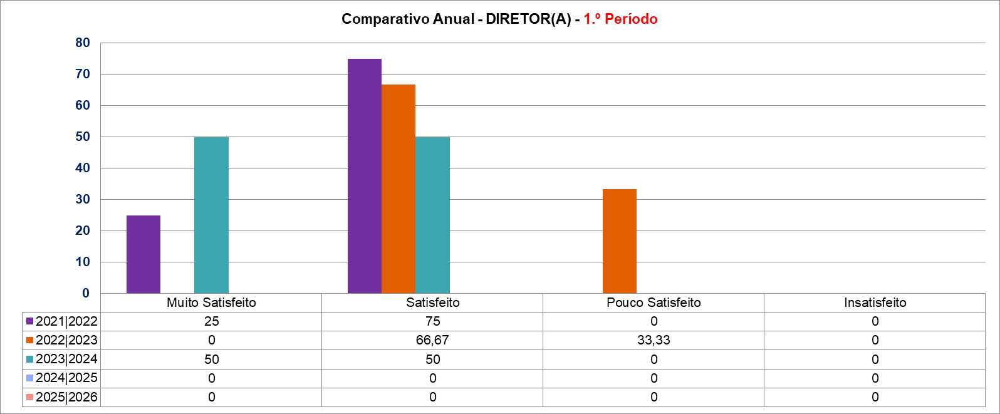 Comparativo Anual - DIRETOR(A) - 1.º Período
80
70
60
50
40
30
20
10
0
Muito Satisfeito Satisfeito Pouco Satisfeito Insatisfeito
2021|2022 25 75 0 0
2022|2023 0 66,67 33,33 0
2023|2024 50 50 0 0
2024|2025 0 0 0 0
2025|2026 0 0 0 0